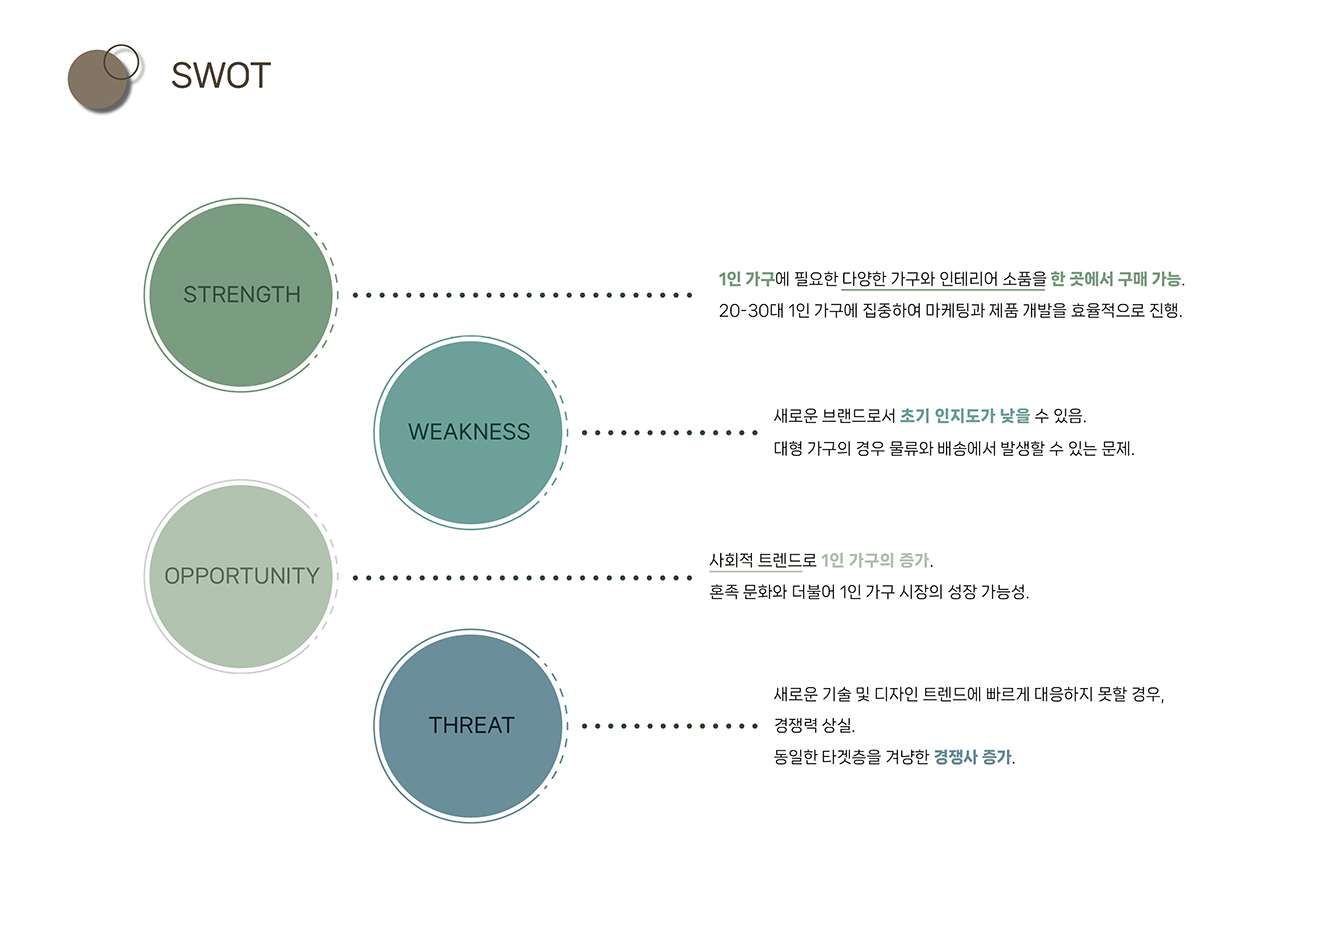 SWOT
STRENGTH
1인 가구에 필요한 다양한 가구와 인테리어 소품을 한 곳에서 구매 가능.
20-30대 1인 가구에 집중하여 마케팅과 제품 개발을 효율적으로 진행.
WEAKNESS
새로운 브랜드로서 초기 인지도가 낮을 수 있음.
대형 가구의 경우 물류와 배송에서 발생할 수 있는 문제.
OPPORTUNITY
사회적 트렌드로 1인 가구의 증가.
혼족 문화와 더불어 1인 가구 시장의 성장 가능성.
THREAT
새로운 기술 및 디자인 트렌드에 빠르게 대응하지 못할 경우,
경쟁력 상실.
동일한 타겟층을 겨냥한 경쟁사 증가.